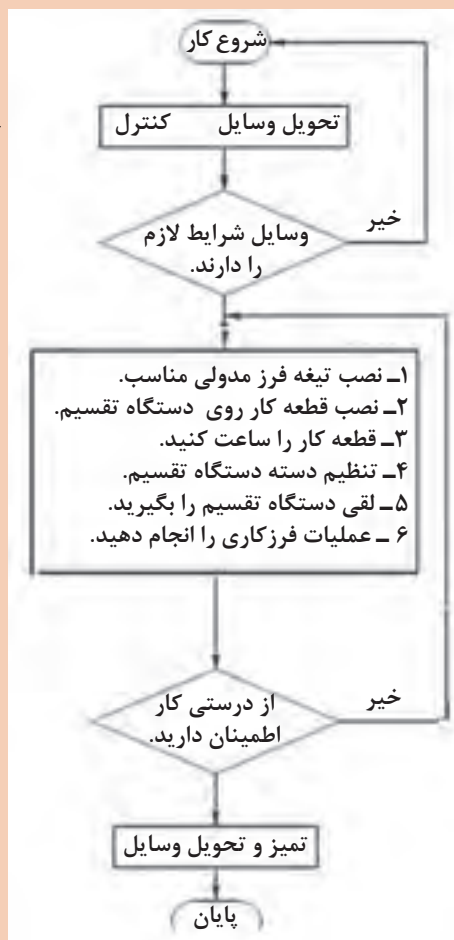 شروع کار
تحویل وسایل کنترل
وسایل شرایط لازم
را دارند.
خیر
۱ـ نصب تیغه فرز مدولی مناسب.
۲ـ نصب قطعه کار روی دستگاه تقسیم.
۳ـ قطعه کار را ساعت کنید.
۴ـ تنظیم دسته دستگاه تقسیم.
۵ـ لقی دستگاه تقسیم را بگیرید.
۶ ـ عملیات فرزکاری را انجام دهید.
از درستی کار
اطمینان دارید.
خیر
تمیز و تحویل وسایل
پایان